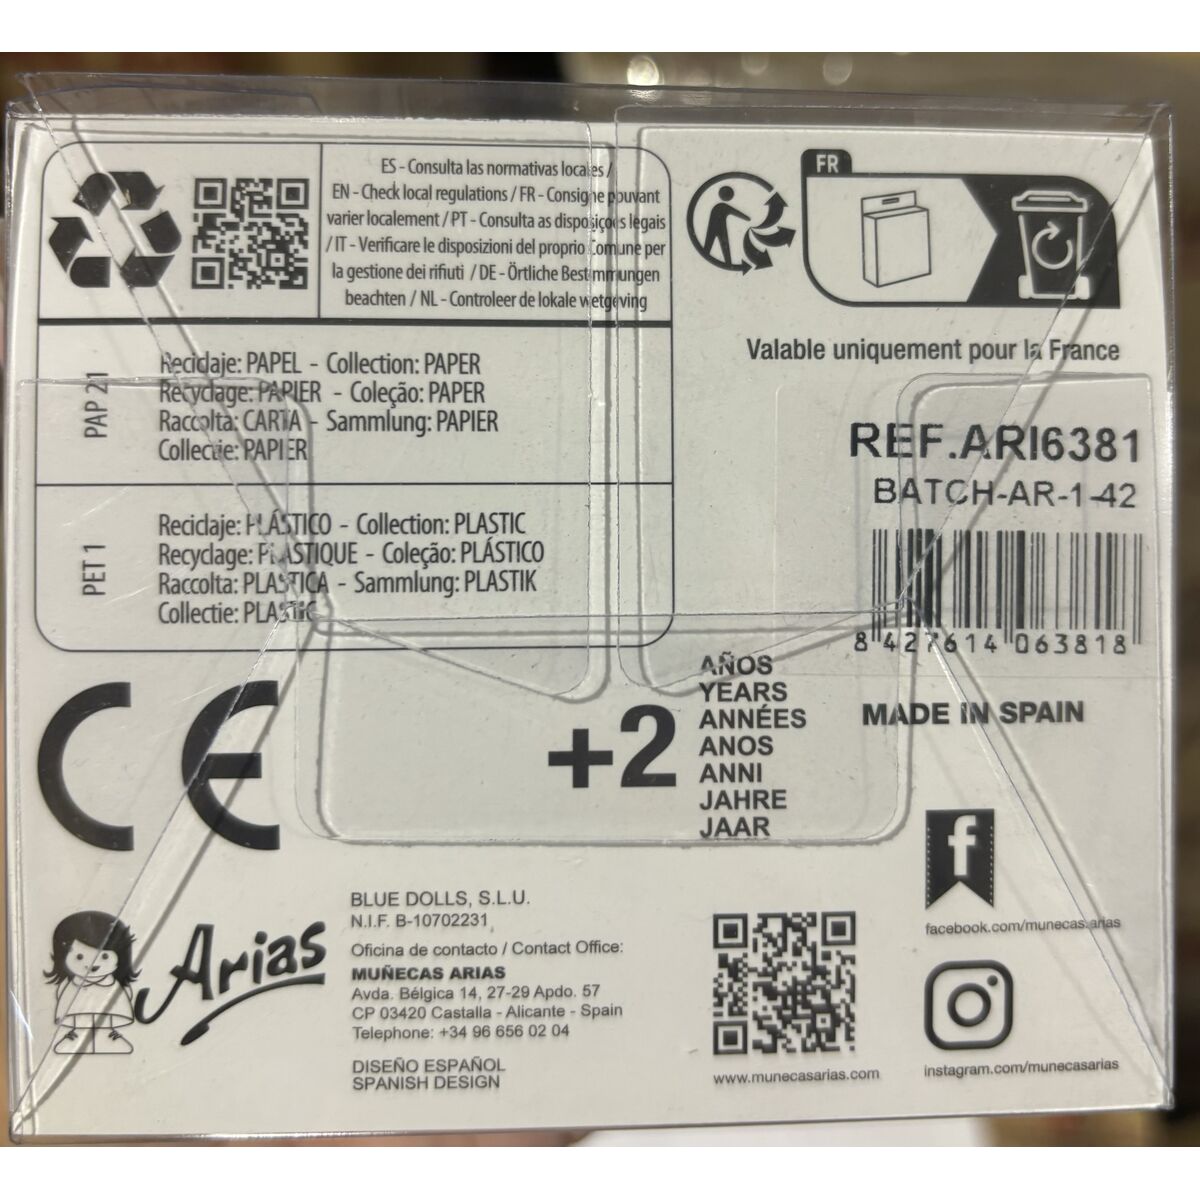 ES - Consulta las normativas locales /
EN - Check local regulations / FR - Consigne pouvant
varier localement / PT - Consulta as disposições legais
/ IT - Verificare le disposizioni del proprio Comune per
la gestione dei rifiuti / DE - Örtliche Bestimmungen
beachten / NL - Controleer de lokale wetgeving
PAP 21
Reciclaje: PAPEL - Collection: PAPER
Recyclage: PAPIER - Coleção: PAPER
Raccolta: CARTA - Sammlung: PAPIER
Collectie: PAPIER
PET 1
Reciclaje: PLÁSTICO - Collection: PLASTIC
Recyclage: PLASTIQUE - Coleção: PLÁSTICO
Raccolta: PLASTICA - Sammlung: PLASTIK
Collectie: PLASTIC
FR
Valable uniquement pour la France
REF.ARI6381
BATCH-AR-1-42
8 427614 063818
MADE IN SPAIN
CE
+2
AÑOS
YEARS
ANNÉES
ANOS
ANNI
JAHRE
JAAR
Arias
BLUE DOLLS, S.L.U.
N.I.F. B-10702231
Oficina de contacto / Contact Office:
MUÑECAS ARIAS
Avda. Bélgica 14, 27-29 Apdo. 57
CP 03420 Castalla - Alicante - Spain
Telephone: +34 96 656 02 04
DISEÑO ESPAÑOL
SPANISH DESIGN
www.munecasarias.com
f
facebook.com/munecas.arias
instagram.com/munecasarias